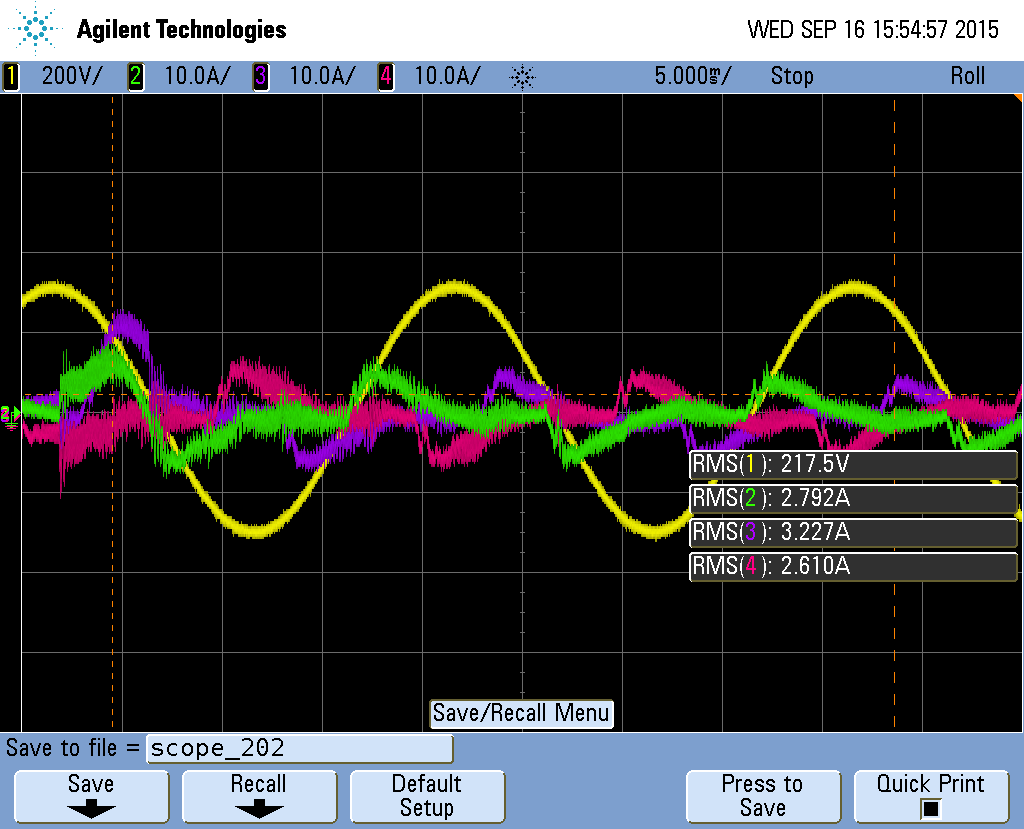 Agilent Technologies WED SEP 16 15:54:57 2015
1 200V/ 2 10.0A/ 3 10.0A/ 4 10.0A/ 5.000ms/ Stop Roll
RMS(1): 217.5V
RMS(2): 2.792A
RMS(3): 3.227A
RMS(4): 2.610A
Save/Recall Menu
Save to file = scope_202
Save Recall Default Setup Press to Save Quick Print